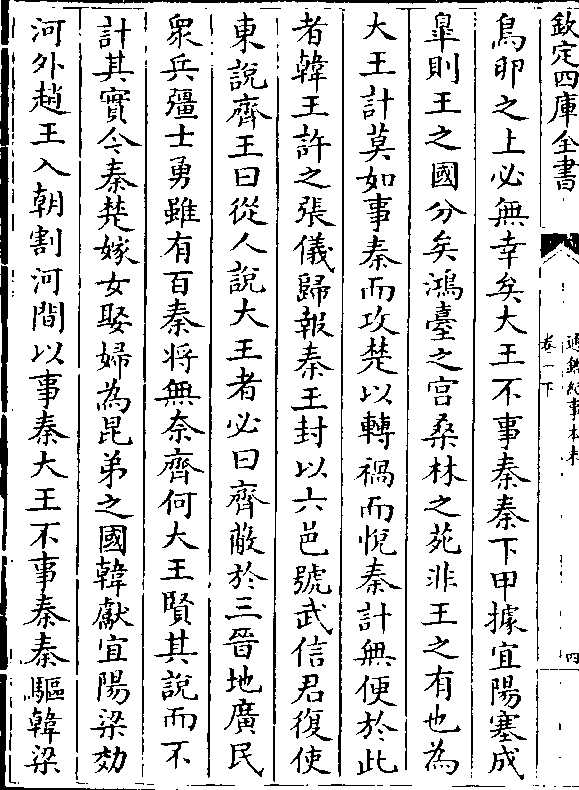 欽定四庫全書
通鑑紀事本末
卷一下
四
鳥卵之上必無幸矣大王不事秦秦下甲據宜陽塞成
臯則王之國分矣鴻臺之宫桑林之苑非王之有也為
大王計莫如事秦而攻楚以轉禍而悅秦計無便於此
者韓王許之張儀歸報秦王封以六邑號武信君復使
東說齊王曰從人說大王者必曰齊蔽於三晉地廣民
衆兵彊士勇雖有百秦将無奈齊何大王賢其說而不
計其實今秦楚嫁女娶婦為昆弟之國韓獻宜陽梁効
河外趙王入朝割河間以事秦大王不事秦秦驅韓梁